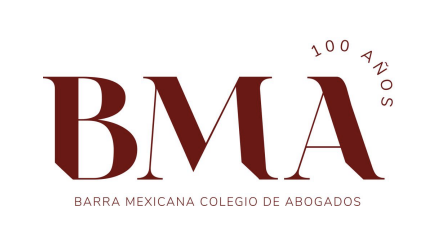 100 AÑOS
BMA
BARRA MEXICANA COLEGIO DE ABOGADOS